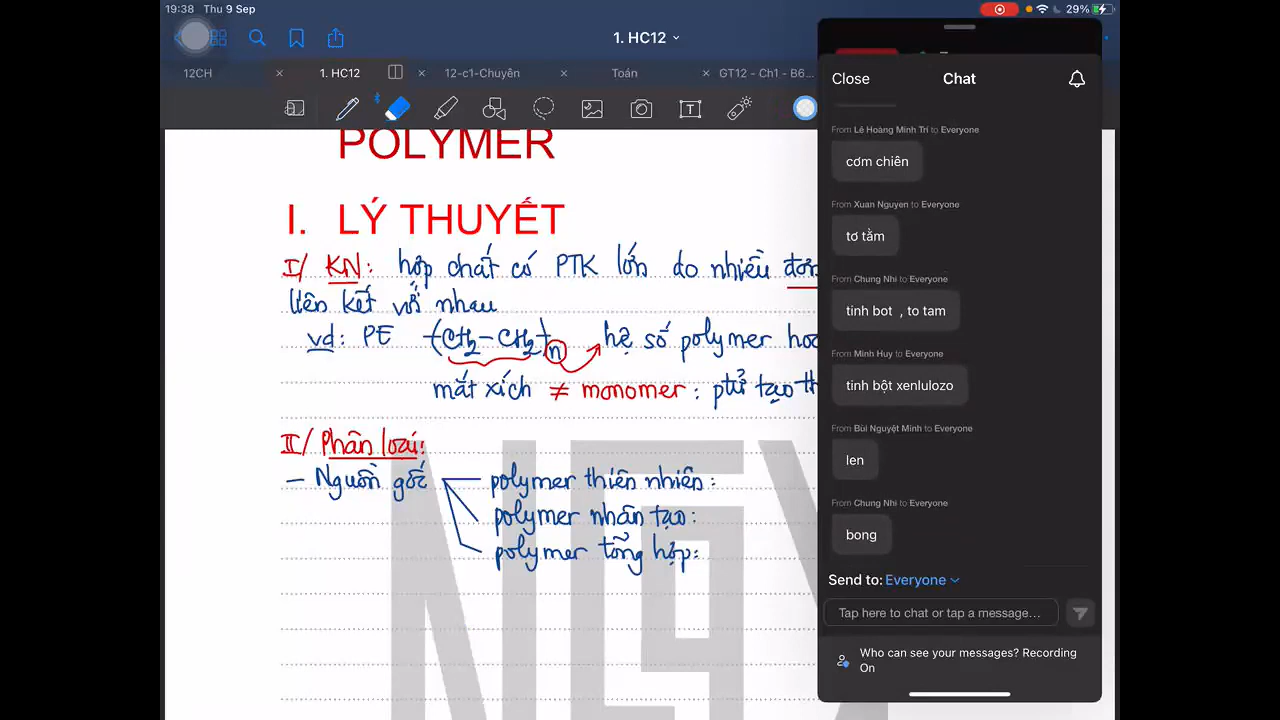 19:38 Thu 9 Sep
29%
1. HC12
12CH
1. HC12
12-c1-Chuyên
Toán
GT12 - Ch1 - B6...
POLYMER
I. LÝ THUYẾT
I/ KN: hợp chất có PTK lớn do nhiều đơn
liên kết với nhau
vd: PE (CH2-CH2)n hệ số polymer hoá
mắt xích ≠ monomer: ptử tạo th
II/ Phân loại:
- Nguồn gốc polymer thiên nhiên:
polymer nhân tạo:
polymer tổng hợp:
Close
Chat
From Lê Hoàng Minh Trí to Everyone
cơm chiên
From Xuan Nguyen to Everyone
tơ tằm
From Chung Nhi to Everyone
tinh bot , to tam
From Minh Huy to Everyone
tinh bột xenlulozo
From Bùi Nguyệt Minh to Everyone
len
From Chung Nhi to Everyone
bong
Send to: Everyone
Tap here to chat or tap a message...
Who can see your messages? Recording
On